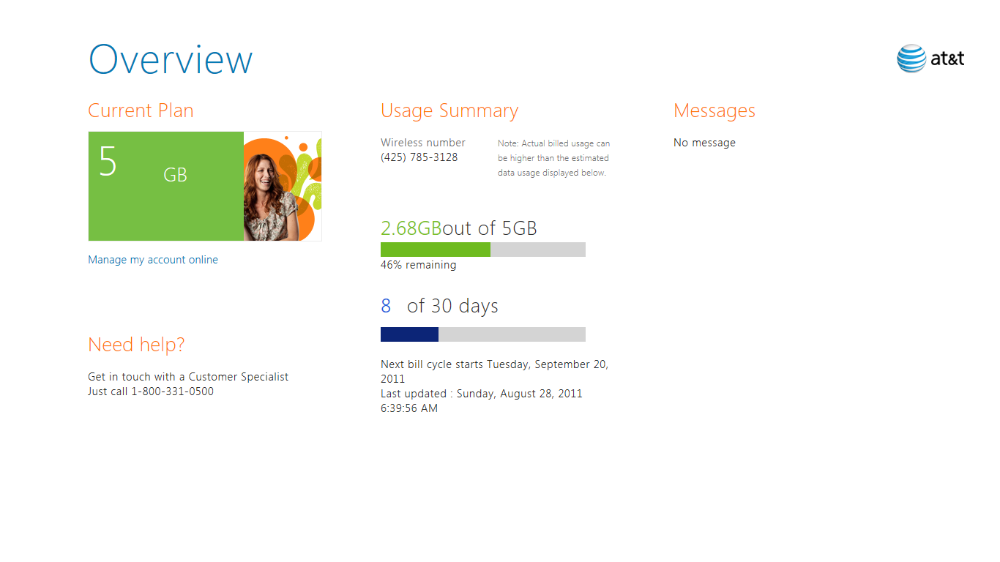 Overview
at&t
Current Plan
5
GB
Manage my account online
Need help?
Get in touch with a Customer Specialist
Just call 1-800-331-0500
Usage Summary
Wireless number
(425) 785-3128
Note: Actual billed usage can
be higher than the estimated
data usage displayed below.
2.68GBout of 5GB
46% remaining
8 of 30 days
Next bill cycle starts Tuesday, September 20,
2011
Last updated : Sunday, August 28, 2011
6:39:56 AM
Messages
No message